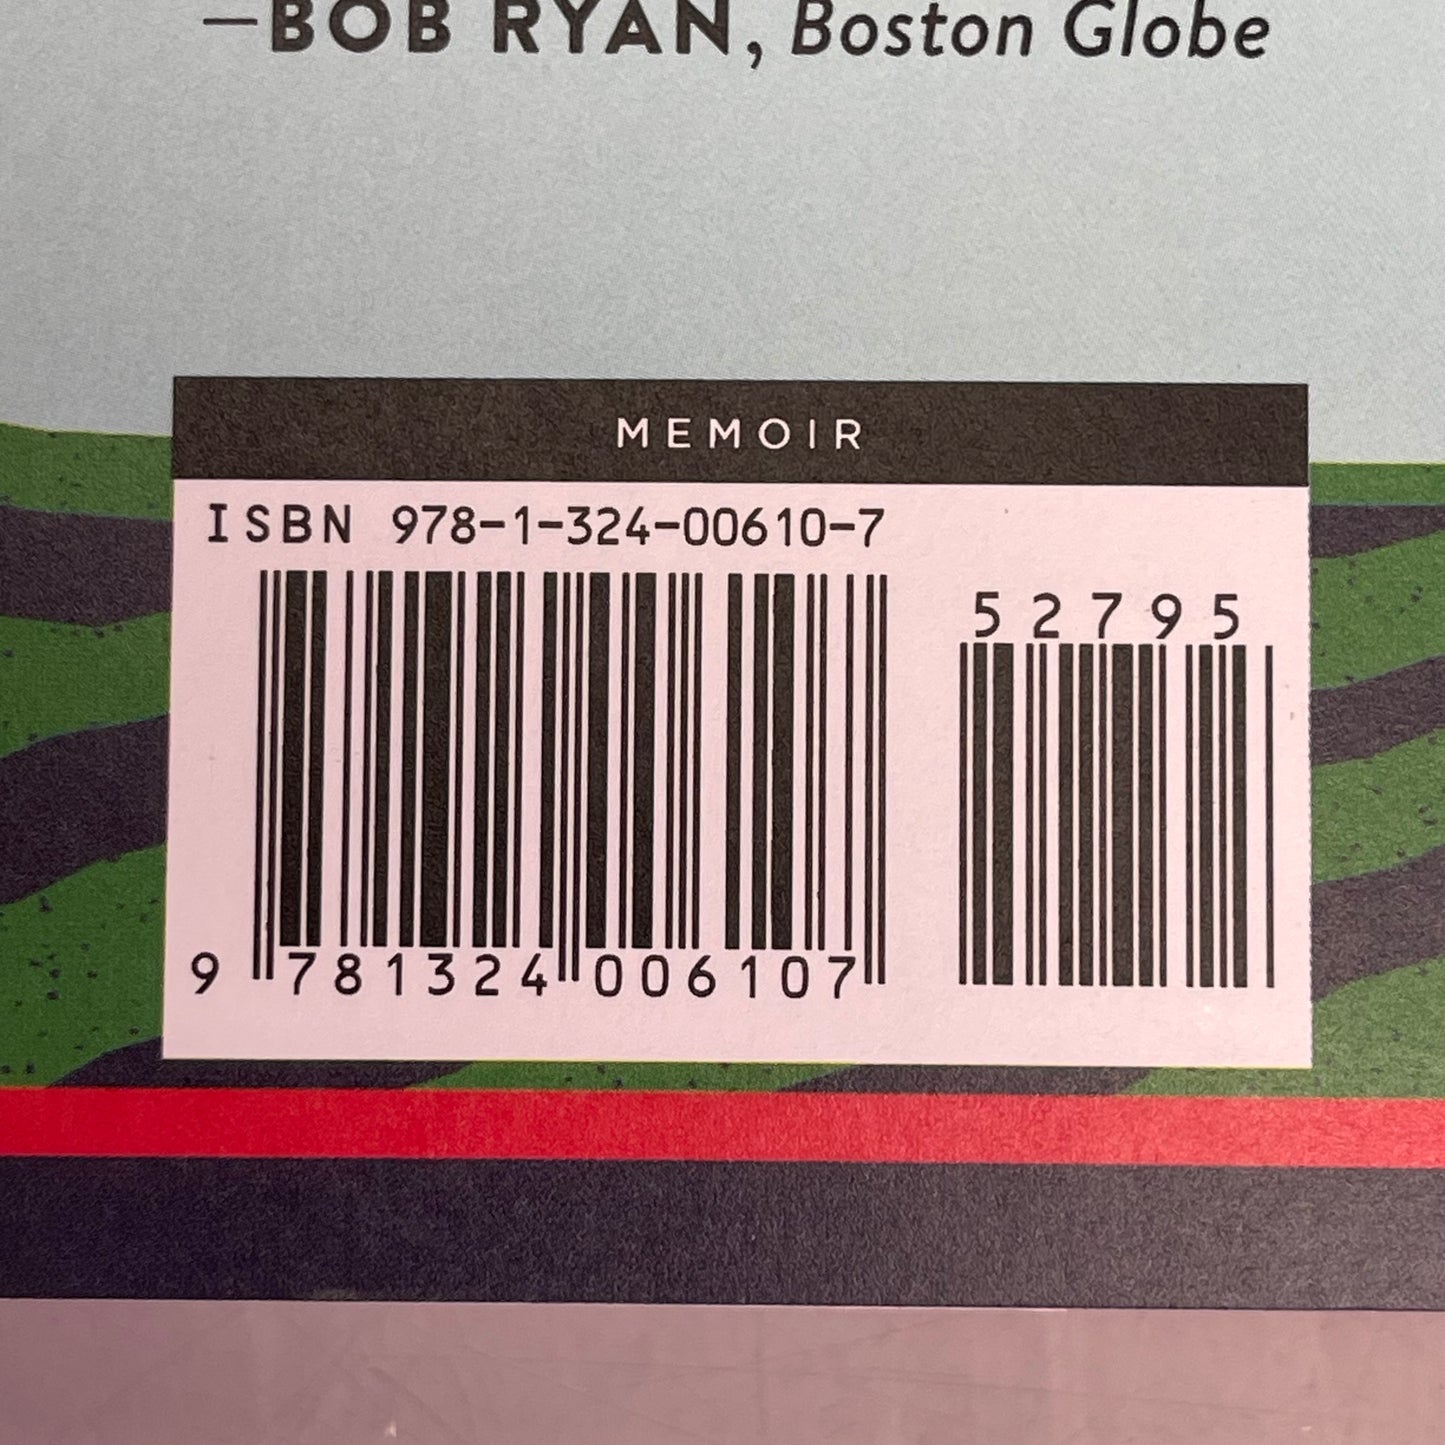 —BOB RYAN, Boston Globe
MEMOIR
ISBN 978-1-324-00610-7
52795
9 781324 006107